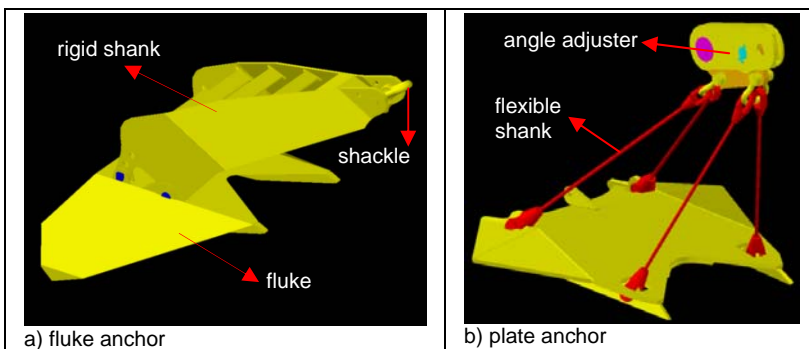 rigid shank
shackle
fluke
a) fluke anchor
angle adjuster
flexible
shank
b) plate anchor